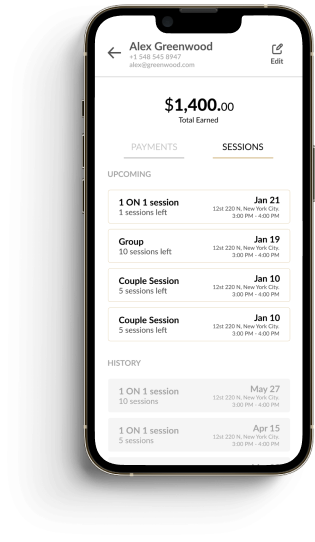 Alex Greenwood
+1 548 545 8947
alex@greenwood.com
Edit
$1,400.00
Total Earned
PAYMENTS
SESSIONS
UPCOMING
1 ON 1 session
1 sessions left
Jan 21
12st 220 N, New York City.
3:00 PM - 4:00 PM
Group
10 sessions left
Jan 19
12st 220 N, New York City.
3:00 PM - 4:00 PM
Couple Session
5 sessions left
Jan 10
12st 220 N, New York City.
3:00 PM - 4:00 PM
Couple Session
5 sessions left
Jan 10
12st 220 N, New York City.
3:00 PM - 4:00 PM
HISTORY
1 ON 1 session
10 sessions
May 27
12st 220 N, New York City.
3:00 PM - 4:00 PM
1 ON 1 session
5 sessions
Apr 15
12st 220 N, New York City.
3:00 PM - 4:00 PM